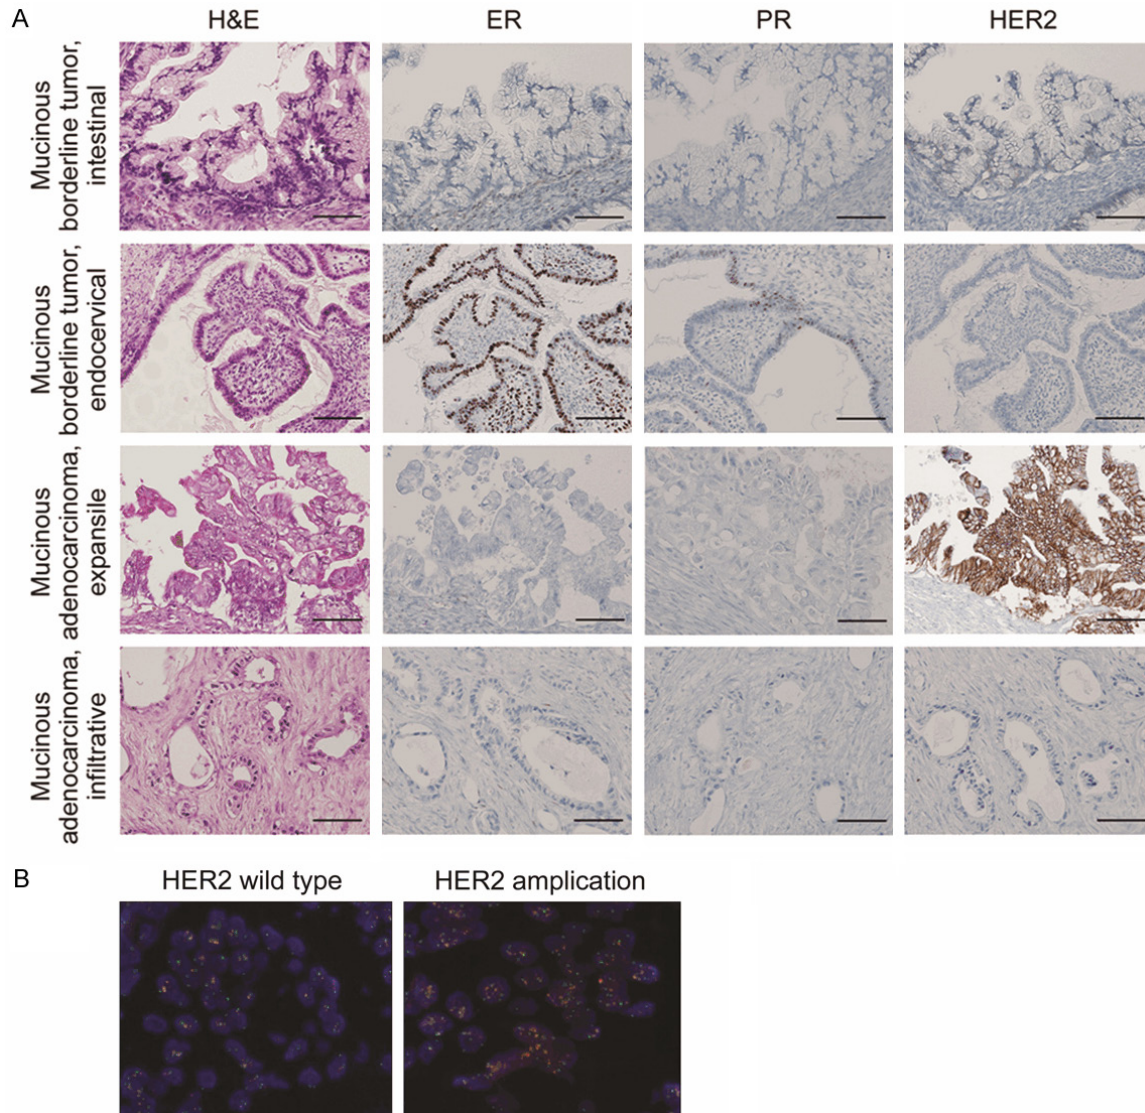 A
H&E
ER
PR
HER2
Mucinous
borderline tumor,
intestinal
Mucinous
borderline tumor,
endocervical
Mucinous
adenocarcinoma,
expansile
Mucinous
adenocarcinoma,
infiltrative
B
HER2 wild type
HER2 amplication